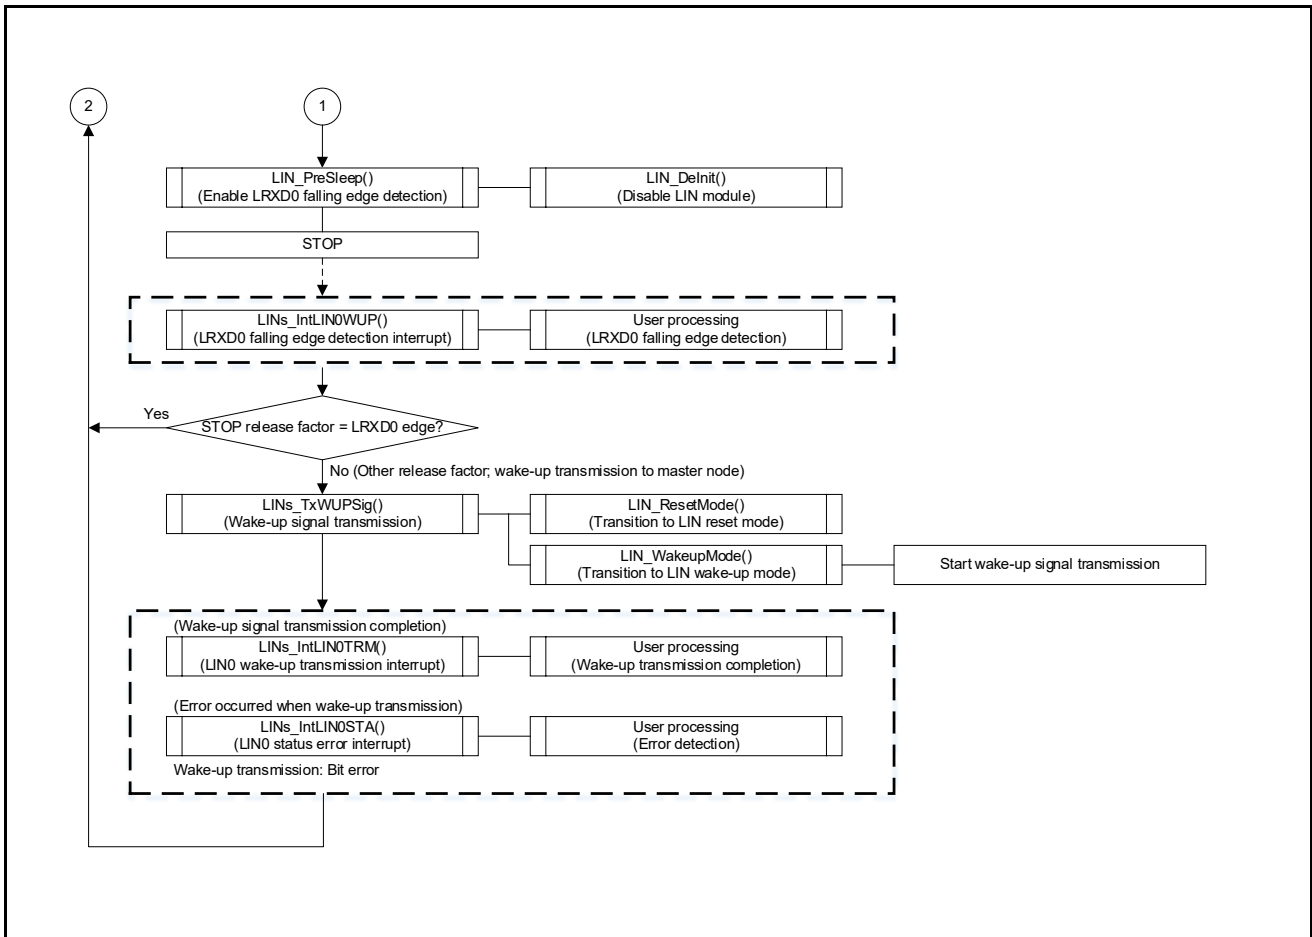 2
1
LIN_PreSleep()
(Enable LRXD0 falling edge detection)
LIN_DeInit()
(Disable LIN module)
STOP
LINs_IntLIN0WUP()
(LRXD0 falling edge detection interrupt)
User processing
(LRXD0 falling edge detection)
Yes
STOP release factor = LRXD0 edge?
No (Other release factor; wake-up transmission to master node)
LINs_TxWUPSig()
(Wake-up signal transmission)
LIN_ResetMode()
(Transition to LIN reset mode)
LIN_WakeupMode()
(Transition to LIN wake-up mode)
Start wake-up signal transmission
(Wake-up signal transmission completion)
LINs_IntLIN0TRM()
(LIN0 wake-up transmission interrupt)
User processing
(Wake-up transmission completion)
(Error occurred when wake-up transmission)
LINs_IntLIN0STA()
(LIN0 status error interrupt)
User processing
(Error detection)
Wake-up transmission: Bit error